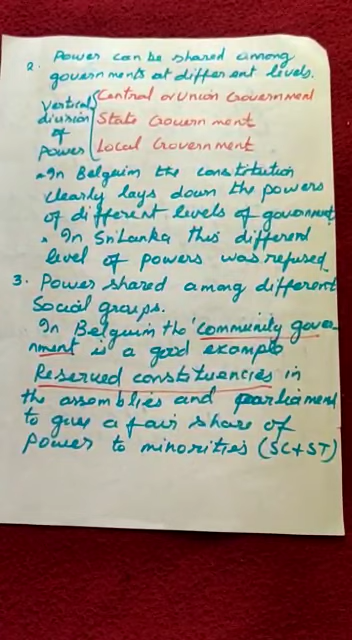 2. Power can be shared among
governments at different levels.
Vertical division of Power { Central or Union Government
State Government
Local Government
• In Belguim the constitution
clearly lays down the powers
of different levels of government
• In SriLanka this different
level of powers was refused
3. Power shared among different
Social groups.
In Belguim the 'community gover-
nment is a good example
Reserved constituencies in
the assemblies and parliament
to give a fair share of
Power to minorities (SC+ST)